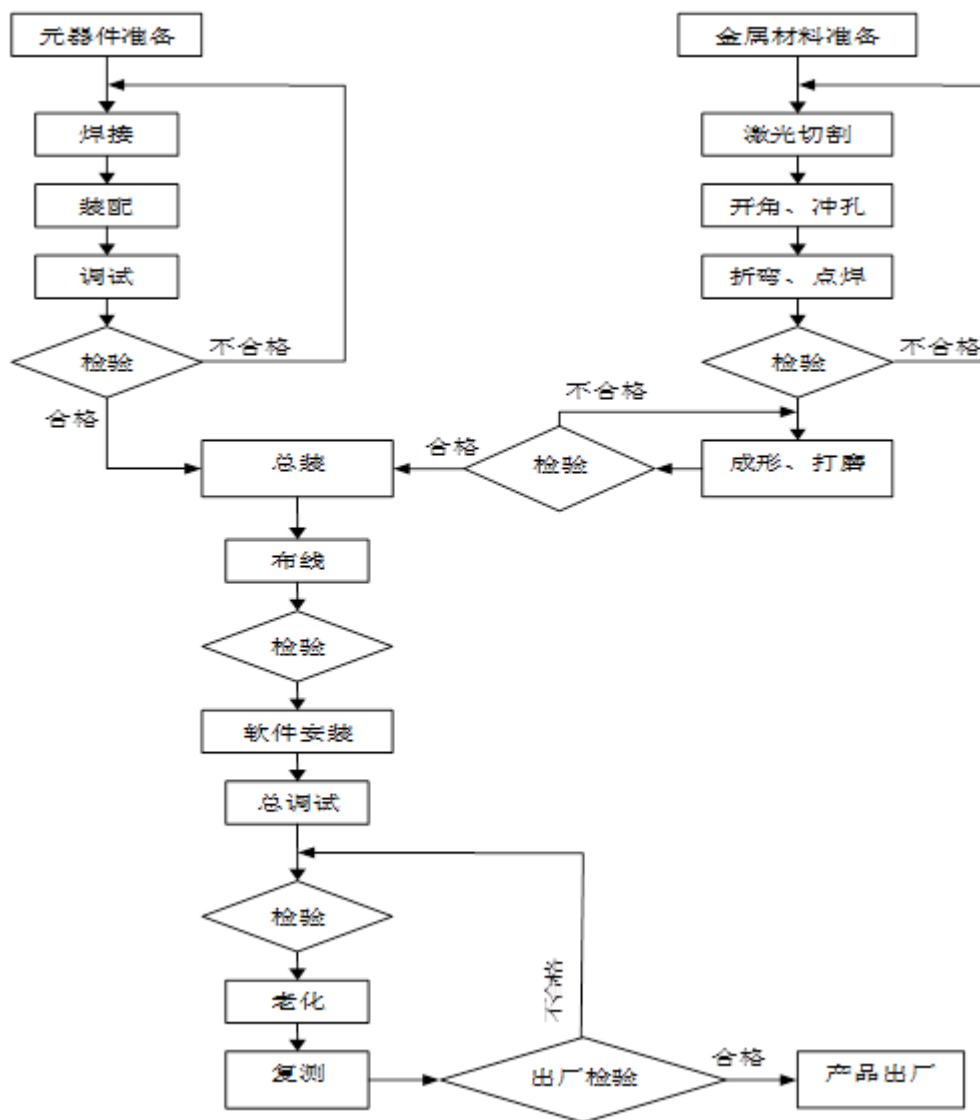 元器件准备
金属材料准备
焊接
激光切割
装配
开角、冲孔
调试
折弯、点焊
检验
不合格
检验
不合格
合格
不合格
总装
合格
检验
成形、打磨
布线
检验
软件安装
总调试
检验
不合格
老化
复测
出厂检验
合格
产品出厂